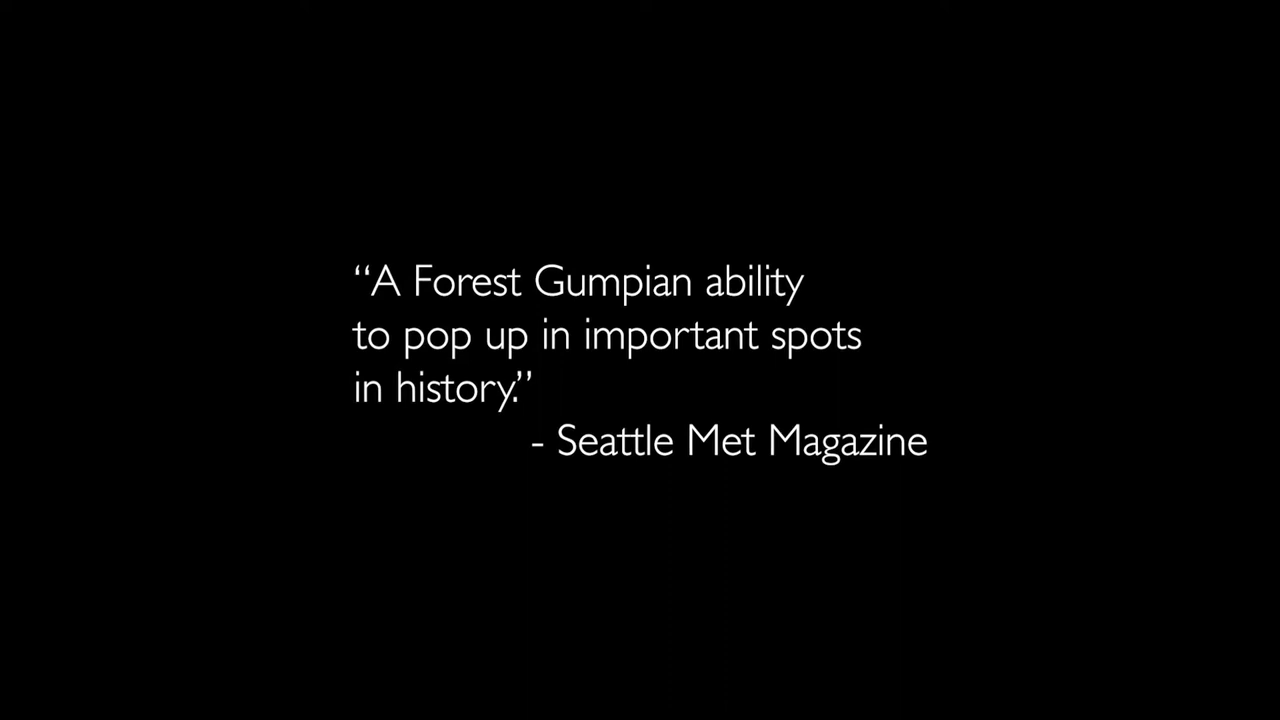 “A Forest Gumpian ability
to pop up in important spots
in history.”
- Seattle Met Magazine